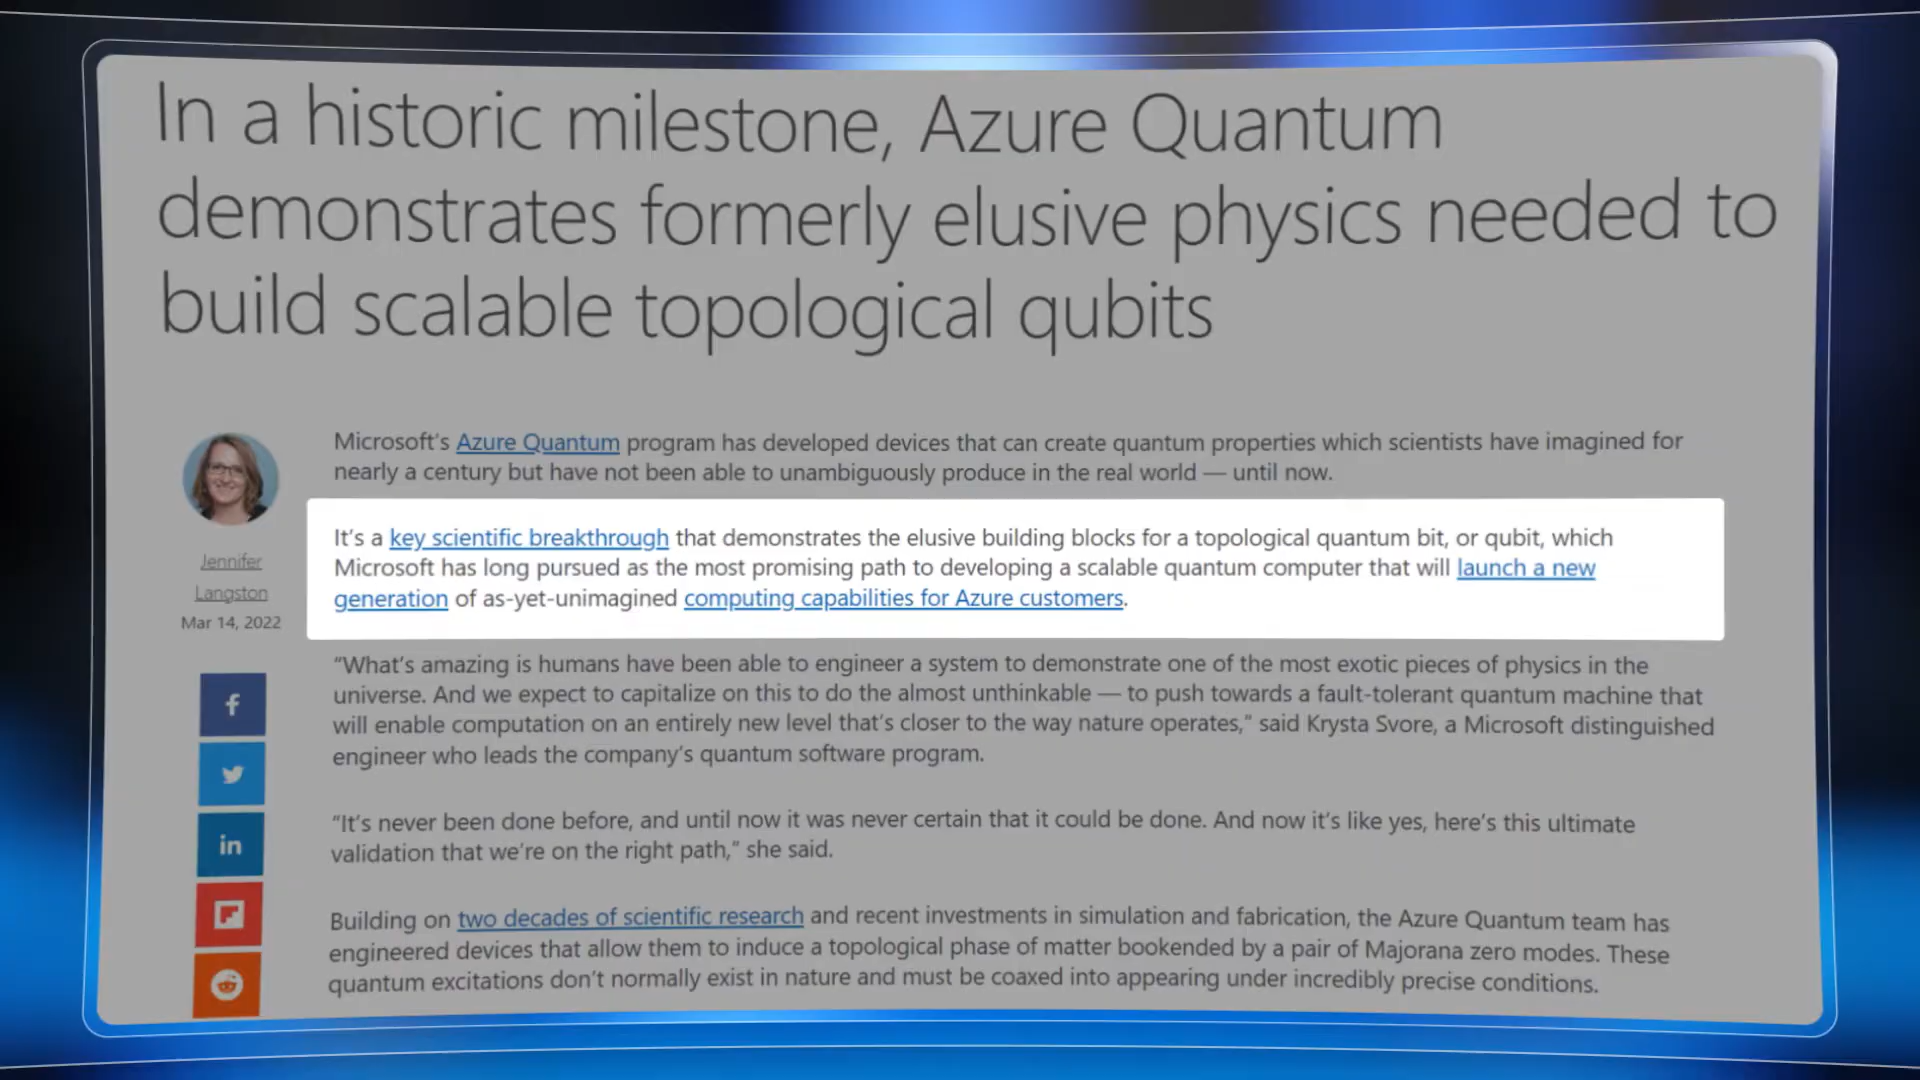 In a historic milestone, Azure Quantum
demonstrates formerly elusive physics needed to
build scalable topological qubits
Jennifer
Langston
Mar 14, 2022
Microsoft’s Azure Quantum program has developed devices that can create quantum properties which scientists have imagined for
nearly a century but have not been able to unambiguously produce in the real world — until now.
It’s a key scientific breakthrough that demonstrates the elusive building blocks for a topological quantum bit, or qubit, which
Microsoft has long pursued as the most promising path to developing a scalable quantum computer that will launch a new
generation of as-yet-unimagined computing capabilities for Azure customers.
“What’s amazing is humans have been able to engineer a system to demonstrate one of the most exotic pieces of physics in the
universe. And we expect to capitalize on this to do the almost unthinkable — to push towards a fault-tolerant quantum machine that
will enable computation on an entirely new level that’s closer to the way nature operates,” said Krysta Svore, a Microsoft distinguished
engineer who leads the company’s quantum software program.
“It’s never been done before, and until now it was never certain that it could be done. And now it’s like yes, here’s this ultimate
validation that we’re on the right path,” she said.
Building on two decades of scientific research and recent investments in simulation and fabrication, the Azure Quantum team has
engineered devices that allow them to induce a topological phase of matter bookended by a pair of Majorana zero modes. These
quantum excitations don’t normally exist in nature and must be coaxed into appearing under incredibly precise conditions.
f
in